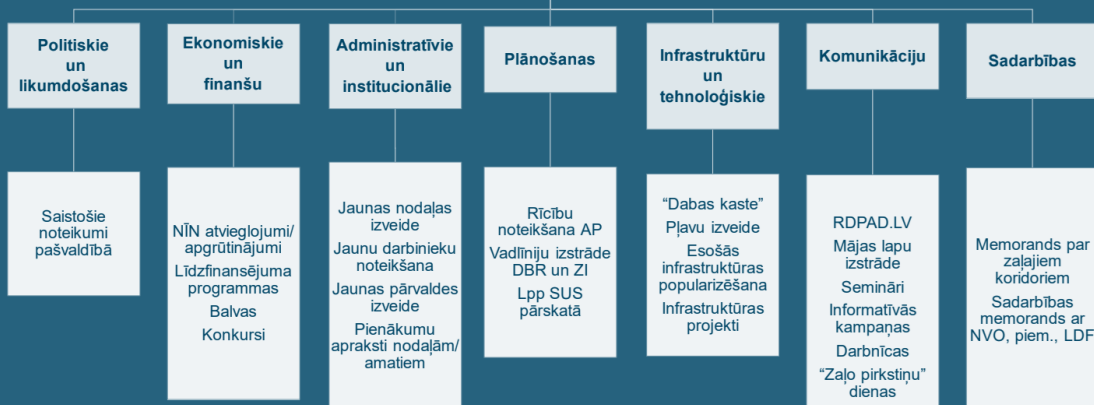 Politiskie
un
likumdošanas
Ekonomiskie
un
finanšu
Administratīvie
un
institucionālie
Plānošanas
Infrastruktūru
un
tehnoloģiskie
Komunikāciju
Sadarbības
Saistošie
noteikumi
pašvaldībā
NĪN atvieglojumi/
apgrūtinājumi
Līdzfinansējuma
programmas
Balvas
Konkursi
Jaunas nodaļas
izveide
Jaunu darbinieku
noteikšana
Jaunas pārvaldes
izveide
Pienākumu
apraksti nodaļām/
amatiem
Rīcību
noteikšana AP
Vadlīniju izstrāde
DBR un ZI
Lpp SUS
pārskatā
“Dabas kaste”
Pļavu izveide
Esošās
infrastruktūras
popularizēšana
Infrastruktūras
projekti
RDPAD.LV
Mājas lapu
izstrāde
Semināri
Informatīvās
kampaņas
Darbnīcas
“Zaļo pirkstiņu”
dienas
Memorands par
zaļajiem
koridoriem
Sadarbības
memorands ar
NVO, piem., LDF